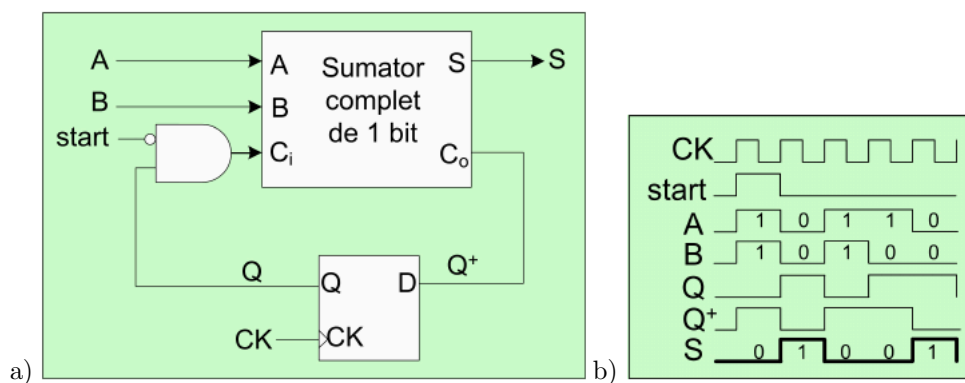 A
B
start
A
B
Ci
Sumator
complet
de 1 bit
S
Co
S
Q
Q
D
Q+
CK
CK
a)
CK
start
A 1 0 1 1 0
B 1 0 1 0 0
Q
Q+
S 0 1 0 0 1
b)